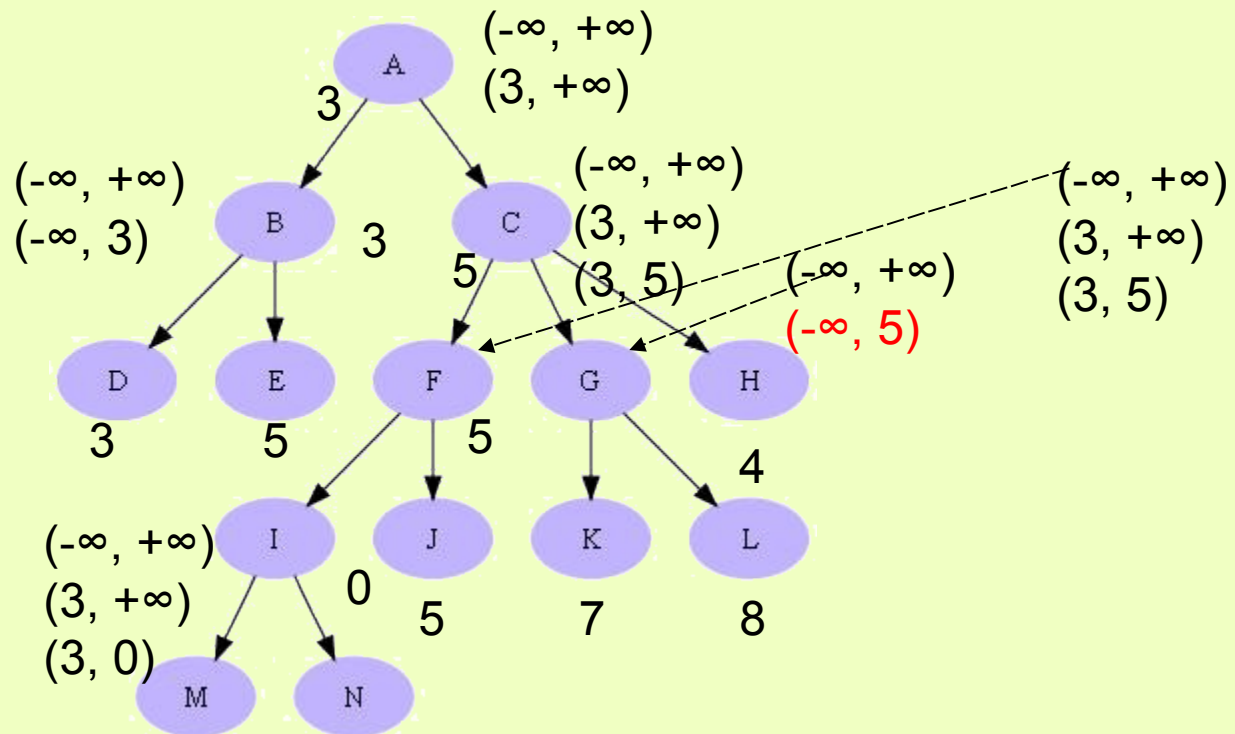 (-∞, +∞)
A
(3, +∞)
3
(-∞, +∞)
(-∞, 3)
B
3
(-∞, +∞)
C
(3, +∞)
5
(3, 5)
(-∞, +∞)
(-∞, 5)
(-∞, +∞)
(3, +∞)
(3, 5)
D
E
F
G
H
3
5
5
4
(-∞, +∞)
(3, +∞)
(3, 0)
I
J
K
L
0
5
7
8
M
N